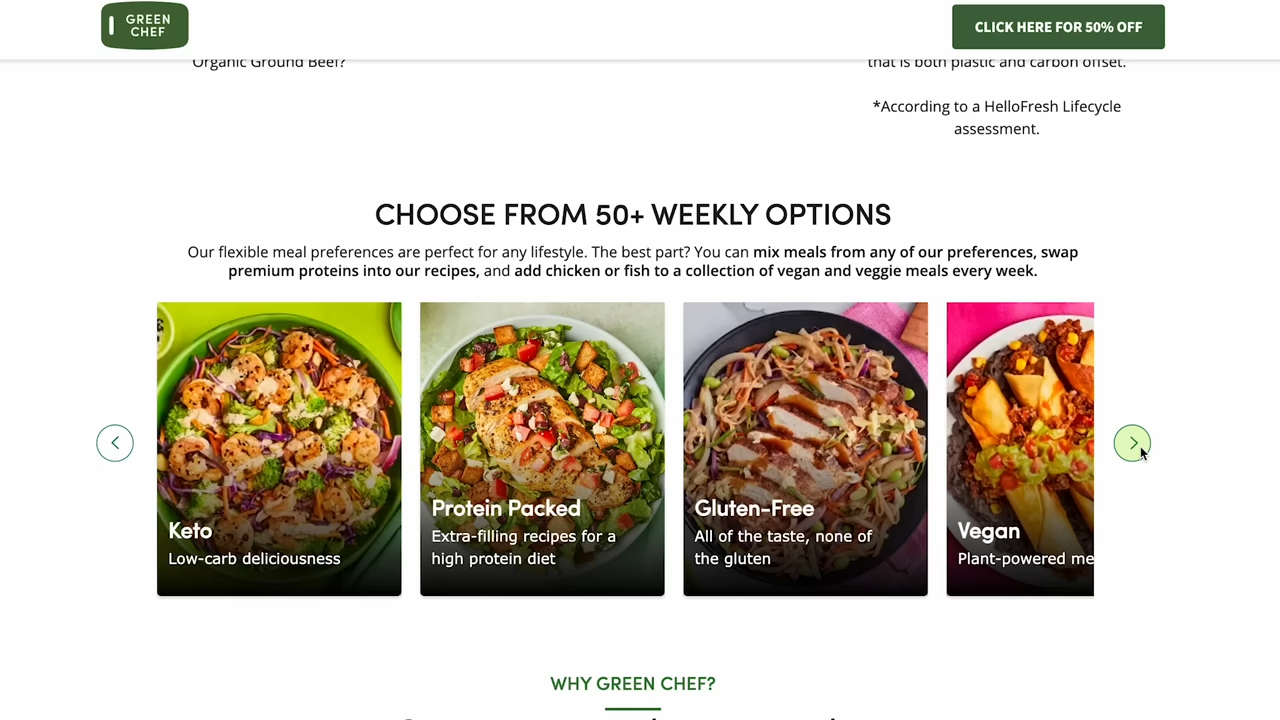 GREEN
CHEF
CLICK HERE FOR 50% OFF
Organic Ground Beef?
that is both plastic and carbon offset.
*According to a HelloFresh Lifecycle
assessment.
CHOOSE FROM 50+ WEEKLY OPTIONS
Our flexible meal preferences are perfect for any lifestyle. The best part? You can mix meals from any of our preferences, swap
premium proteins into our recipes, and add chicken or fish to a collection of vegan and veggie meals every week.
Keto
Low-carb deliciousness
Protein Packed
Extra-filling recipes for a
high protein diet
Gluten-Free
All of the taste, none of
the gluten
Vegan
Plant-powered me
WHY GREEN CHEF?